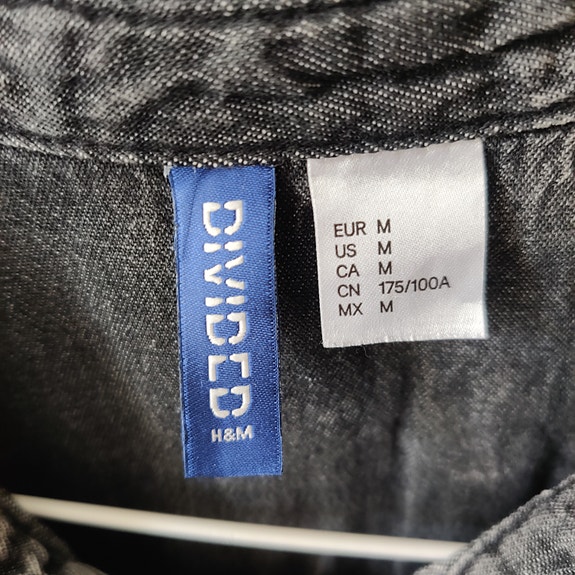 DIVIDED
H&M
EUR M
US M
CA M
CN 175/100A
MX M